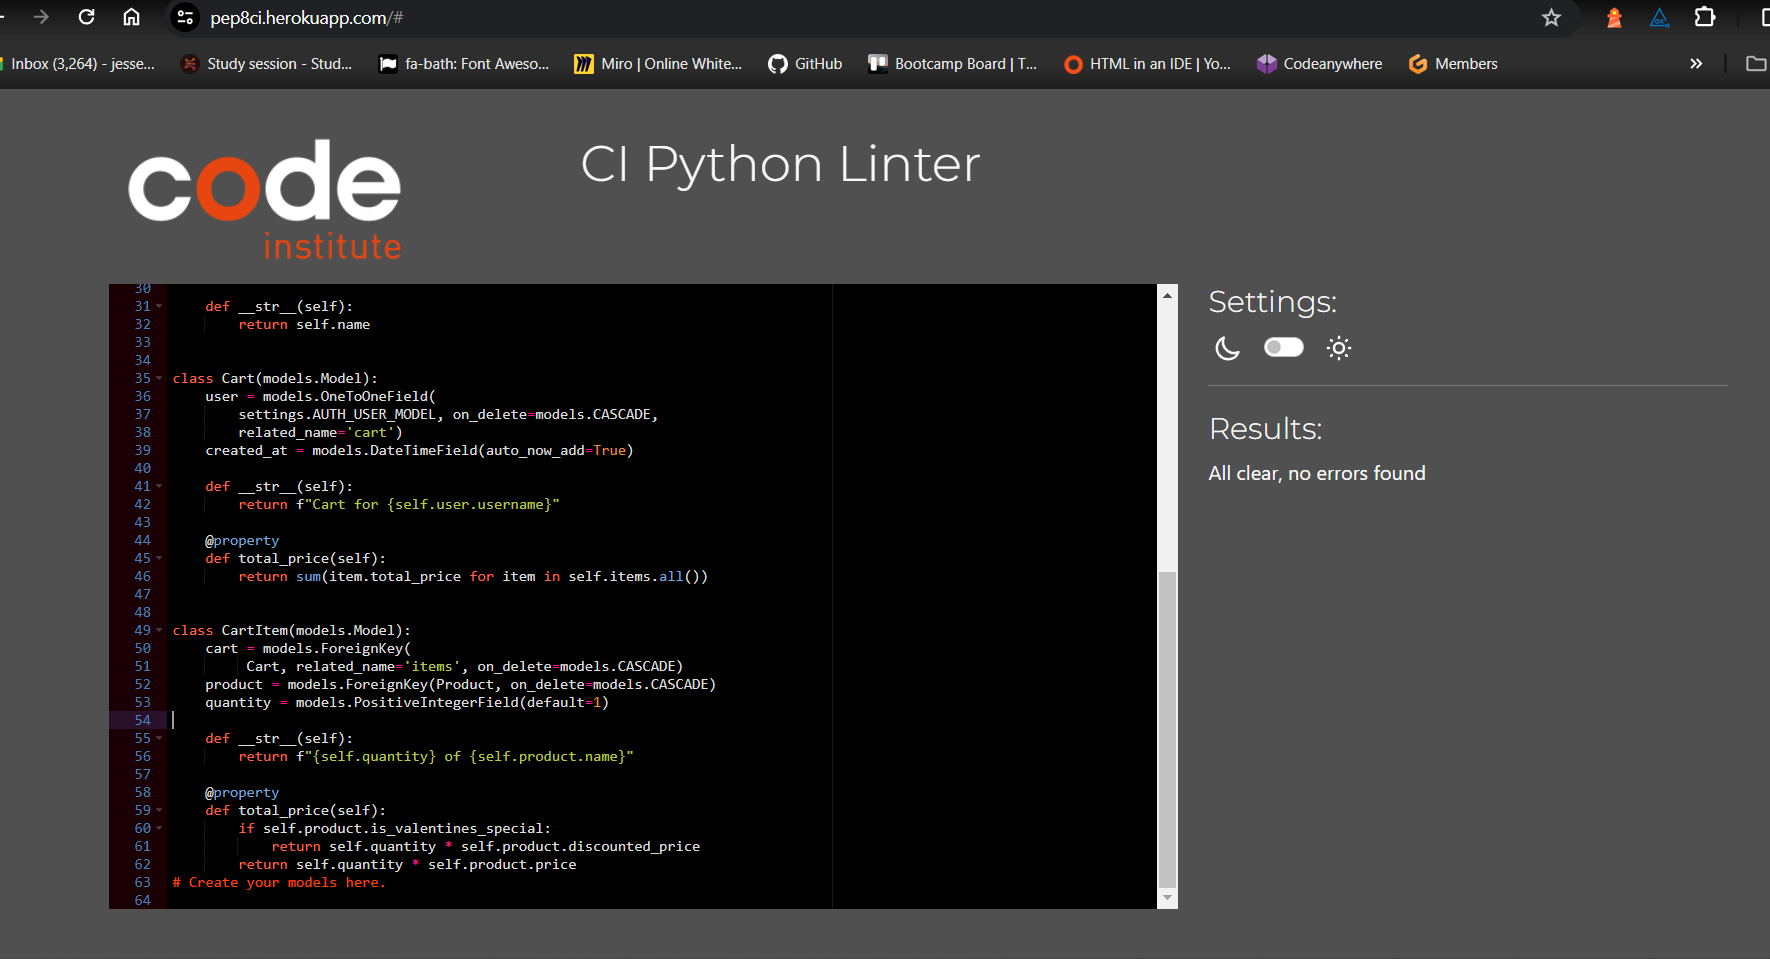 pep8ci.herokuapp.com/#
Inbox (3,264) - jesse... Study session - Stud... fa-bath: Font Aweso... Miro | Online White... GitHub Bootcamp Board | T... HTML in an IDE | Yo... Codeanywhere Members
code
institute
CI Python Linter
30
31 def __str__(self):
32 return self.name
33
34
35 class Cart(models.Model):
36 user = models.OneToOneField(
37 settings.AUTH_USER_MODEL, on_delete=models.CASCADE,
38 related_name='cart')
39 created_at = models.DateTimeField(auto_now_add=True)
40
41 def __str__(self):
42 return f"Cart for {self.user.username}"
43
44 @property
45 def total_price(self):
46 return sum(item.total_price for item in self.items.all())
47
48
49 class CartItem(models.Model):
50 cart = models.ForeignKey(
51 Cart, related_name='items', on_delete=models.CASCADE)
52 product = models.ForeignKey(Product, on_delete=models.CASCADE)
53 quantity = models.PositiveIntegerField(default=1)
54
55 def __str__(self):
56 return f"{self.quantity} of {self.product.name}"
57
58 @property
59 def total_price(self):
60 if self.product.is_valentines_special:
61 return self.quantity * self.product.discounted_price
62 return self.quantity * self.product.price
63 # Create your models here.
64
Settings:
Results:
All clear, no errors found